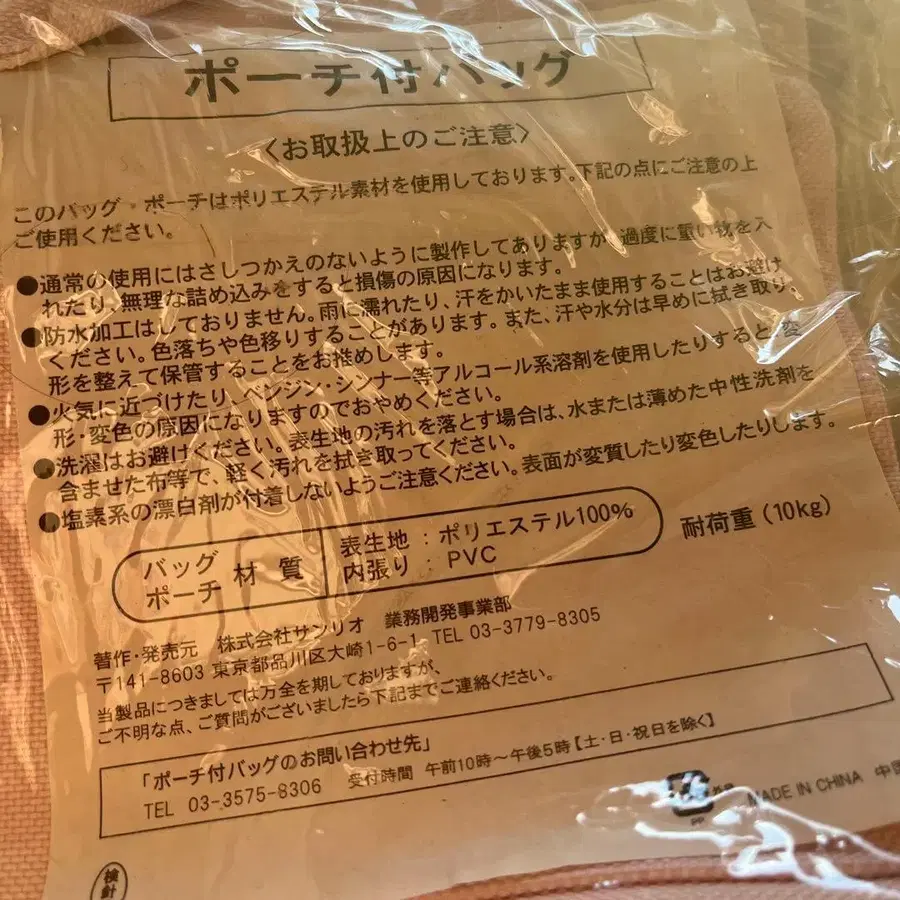 ポーチ付バッグ
〈お取扱上のご注意〉
このバッグ・ポーチはポリエステル素材を使用しております。下記の点にご注意の上
ご使用ください。
●通常の使用にはさしつかえのないように製作してありますが、過度に重い物を入
れたり、無理な詰め込みをすると損傷の原因になります。
●防水加工はしておりません。雨に濡れたり、汗をかいたまま使用することはお避け
ください。色落ちや色移りすることがあります。また、汗や水分は早めに拭き取り、
形を整えて保管することをお推めします。
●火気に近づけたり、ベンジン・シンナー等アルコール系溶剤を使用したりすると、変
形・変色の原因になりますのでおやめください。
●洗濯はお避けください。表生地の汚れを落とす場合は、水または薄めた中性洗剤を
含ませた布等で、軽く汚れを拭き取ってください。
●塩素系の漂白剤が付着しないようご注意ください。表面が変質したり変色したりします。
バッグ
ポーチ 材質
表生地：ポリエステル100%
内張り：PVC
耐荷重(10kg)
著作・発売元 株式会社サンリオ 業務開発事業部
〒141-8603 東京都品川区大崎1-6-1 TEL 03-3779-8305
当製品につきましては万全を期しておりますが、
ご不明な点、ご質問がございましたら下記までご連絡ください。
「ポーチ付バッグのお問い合わせ先」
TEL 03-3575-8306 受付時間 午前10時～午後5時【土・日・祝日を除く】
PP
MADE IN CHINA 中国
検針